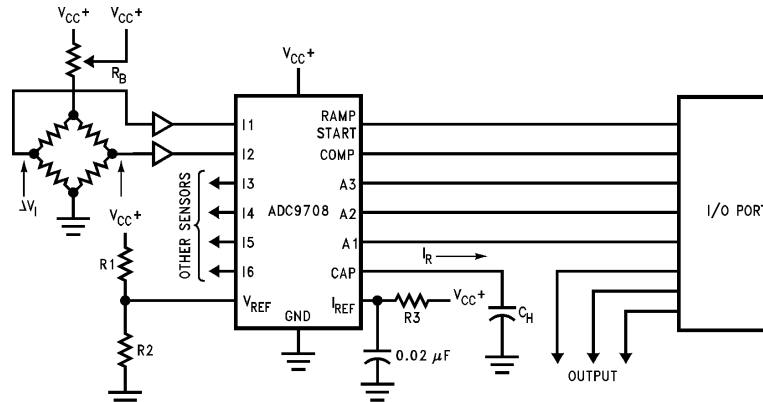 VCC+ VCC+
RB
VCC+
I1
I2
I3
I4
I5
I6
VREF
GND
ADC9708
RAMP
START
COMP
A3
A2
A1
CAP
IREF
OTHER SENSORS
ΔVI
VCC+
R1
R2
IR
R3
VCC+
CH
0.02 μF
I/O PORT
OUTPUT